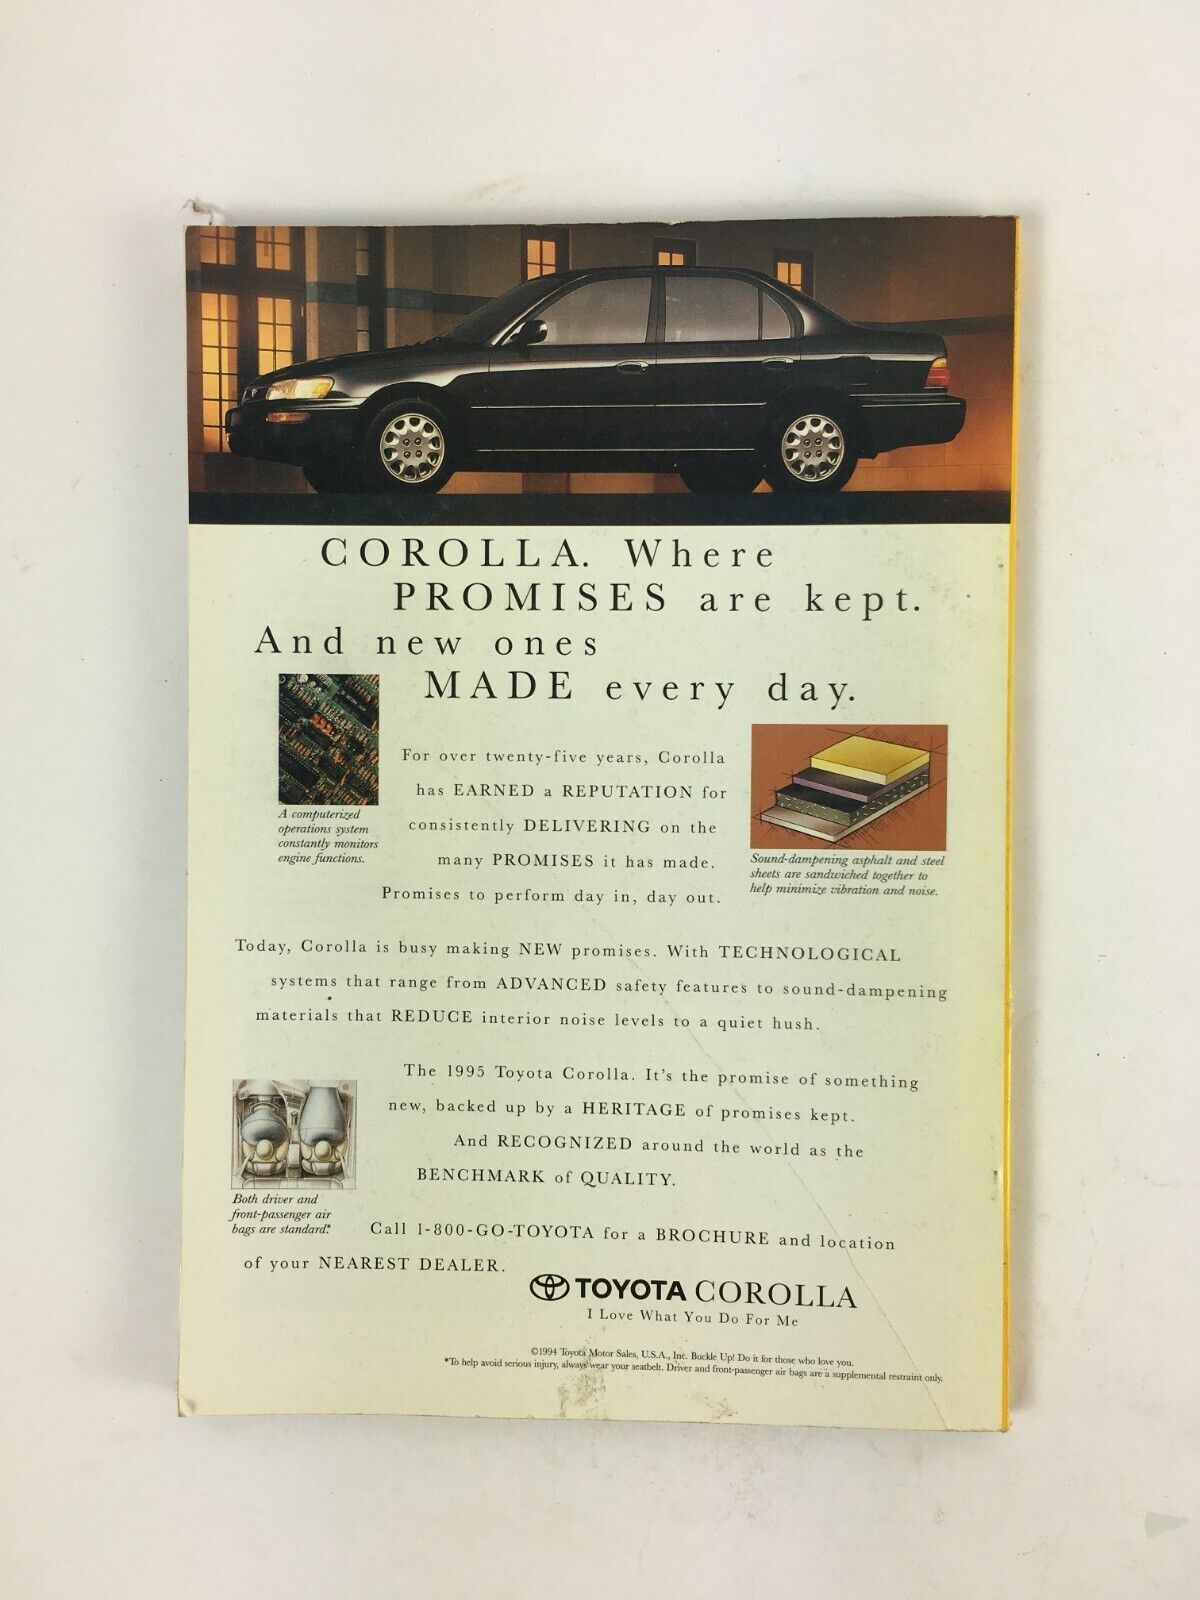 COROLLA. Where
PROMISES are kept.
And new ones
MADE every day.
A computerized
operations system
constantly monitors
engine functions.
For over twenty-five years, Corolla
has EARNED a REPUTATION for
consistently DELIVERING on the
many PROMISES it has made.
Promises to perform day in, day out.
Sound-dampening asphalt and steel
sheets are sandwiched together to
help minimize vibration and noise.
Today, Corolla is busy making NEW promises. With TECHNOLOGICAL
systems that range from ADVANCED safety features to sound-dampening
materials that REDUCE interior noise levels to a quiet hush.
The 1995 Toyota Corolla. It's the promise of something
new, backed up by a HERITAGE of promises kept.
And RECOGNIZED around the world as the
BENCHMARK of QUALITY.
Both driver and
front-passenger air
bags are standard.*
Call 1-800-GO-TOYOTA for a BROCHURE and location
of your NEAREST DEALER.
TOYOTA COROLLA
I Love What You Do For Me
©1994 Toyota Motor Sales, U.S.A., Inc. Buckle Up! Do it for those who love you.
*To help avoid serious injury, always wear your seatbelt. Driver and front-passenger air bags are a supplemental restraint only.